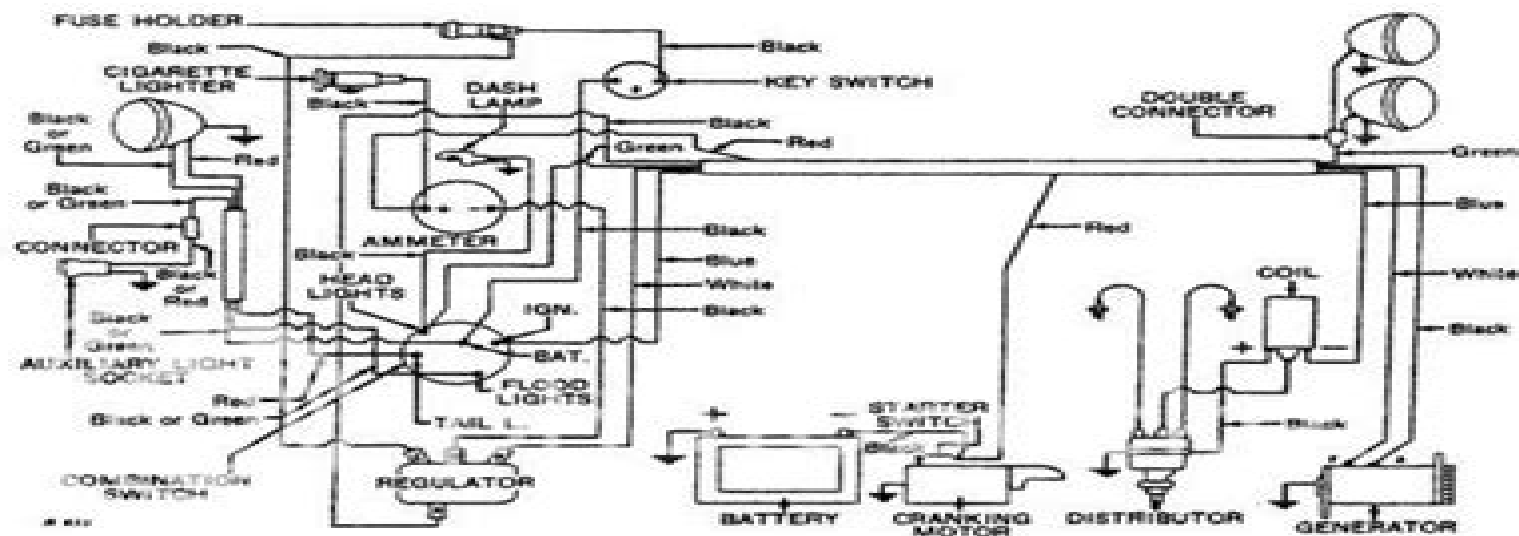 FUSE HOLDER
Black
Black
CIGARETTE
LIGHTER
KEY SWITCH
DASH
LAMP
Black
DOUBLE
CONNECTOR
Black
or
Green
Black
Red
Green
Red
Green
Black
or Green
Blue
CONNECTOR
AMMETER
Black
Red
Black
Black
or
Red
HEAD
LIGHTS
Blue
COIL
White
White
IGN.
Black
Black
Black
or
Green
BAT.
+
−
AUXILIARY LIGHT
SOCKET
FLOOD
LIGHTS
Red
Black or Green
TAIL L.
+
−
STARTER
SWITCH
Black
Black
COMBINATION
SWITCH
REGULATOR
BATTERY
CRANKING
MOTOR
DISTRIBUTOR
GENERATOR